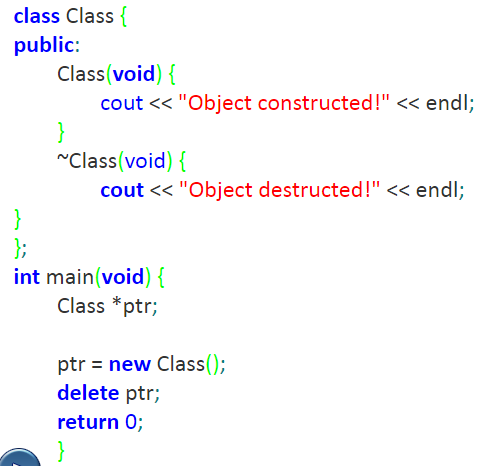 class Class {
public:
Class(void) {
cout << "Object constructed!" << endl;
}
~Class(void) {
cout << "Object destructed!" << endl;
}
};
int main(void) {
Class *ptr;
ptr = new Class();
delete ptr;
return 0;
}